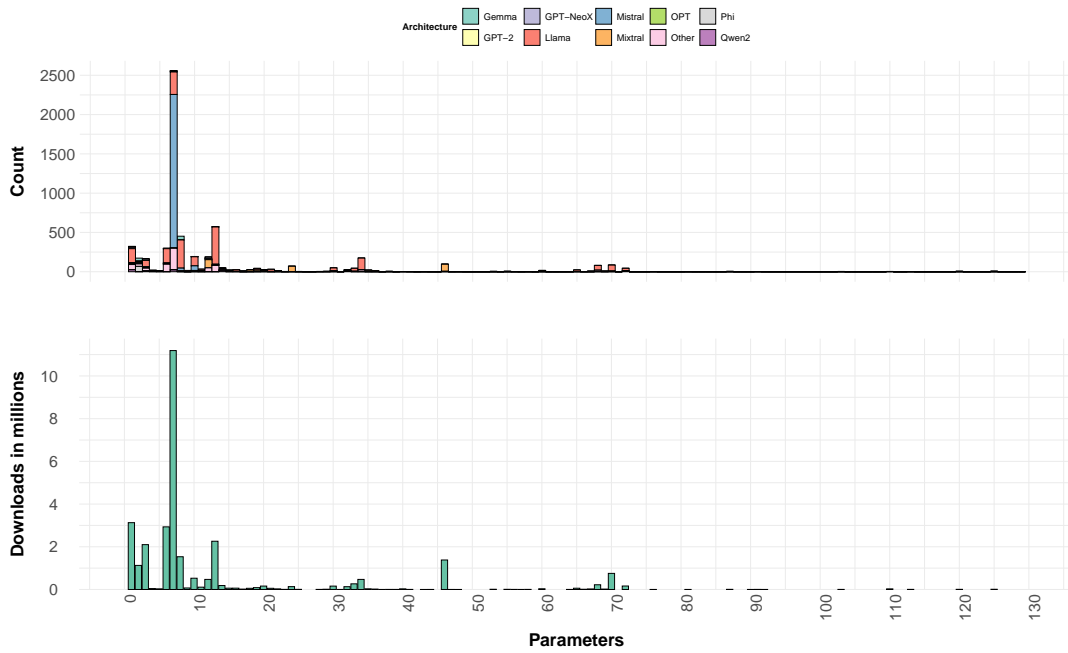 Architecture
Gemma GPT−NeoX Mistral OPT Phi
GPT−2 Llama Mixtral Other Qwen2
Count
2500
2000
1500
1000
500
0
Downloads in millions
10
8
6
4
2
0
0 10 20 30 40 50 60 70 80 90 100 110 120 130
Parameters